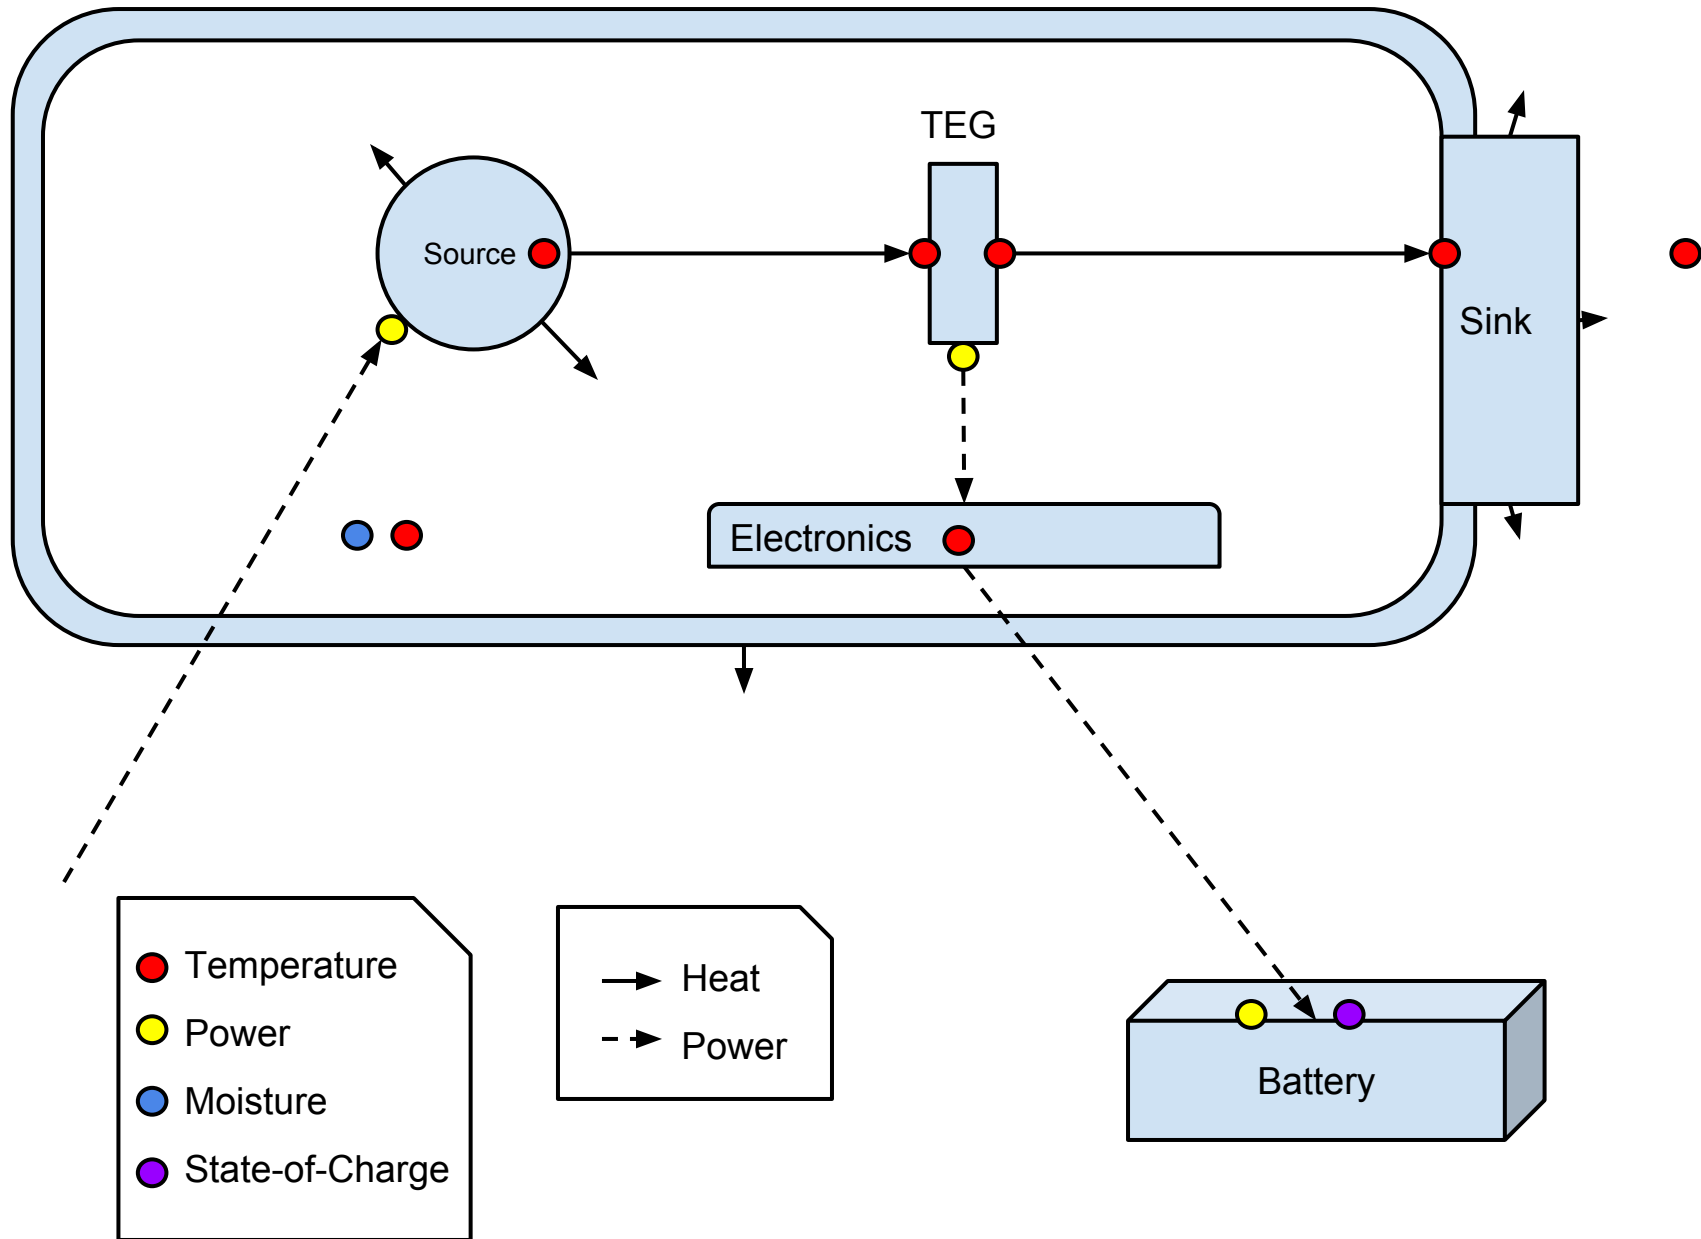 TEG
Source
Sink
Electronics
Temperature
Power
Moisture
State-of-Charge
Heat
Power
Battery